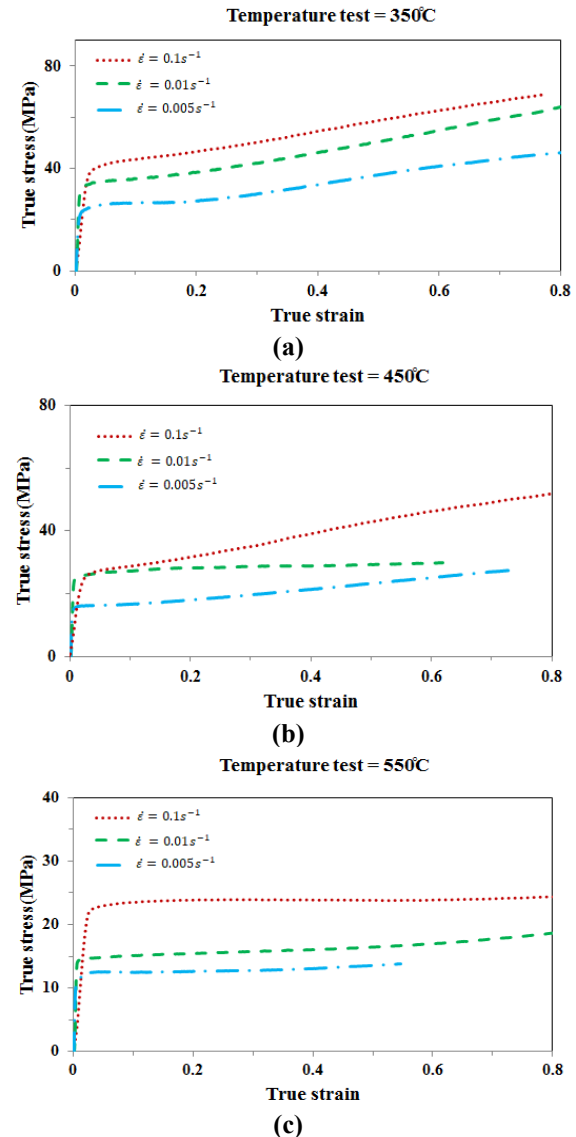 Temperature test = 350℃
80
40
0
True stress(MPa)
ε̇ = 0.1s⁻¹
ε̇ = 0.01s⁻¹
ε̇ = 0.005s⁻¹
0 0.2 0.4 0.6 0.8
True strain
(a)
Temperature test = 450℃
80
40
0
True stress(MPa)
ε̇ = 0.1s⁻¹
ε̇ = 0.01s⁻¹
ε̇ = 0.005s⁻¹
0 0.2 0.4 0.6 0.8
True strain
(b)
Temperature test = 550℃
40
30
20
10
0
True stress(MPa)
ε̇ = 0.1s⁻¹
ε̇ = 0.01s⁻¹
ε̇ = 0.005s⁻¹
0 0.2 0.4 0.6 0.8
True strain
(c)